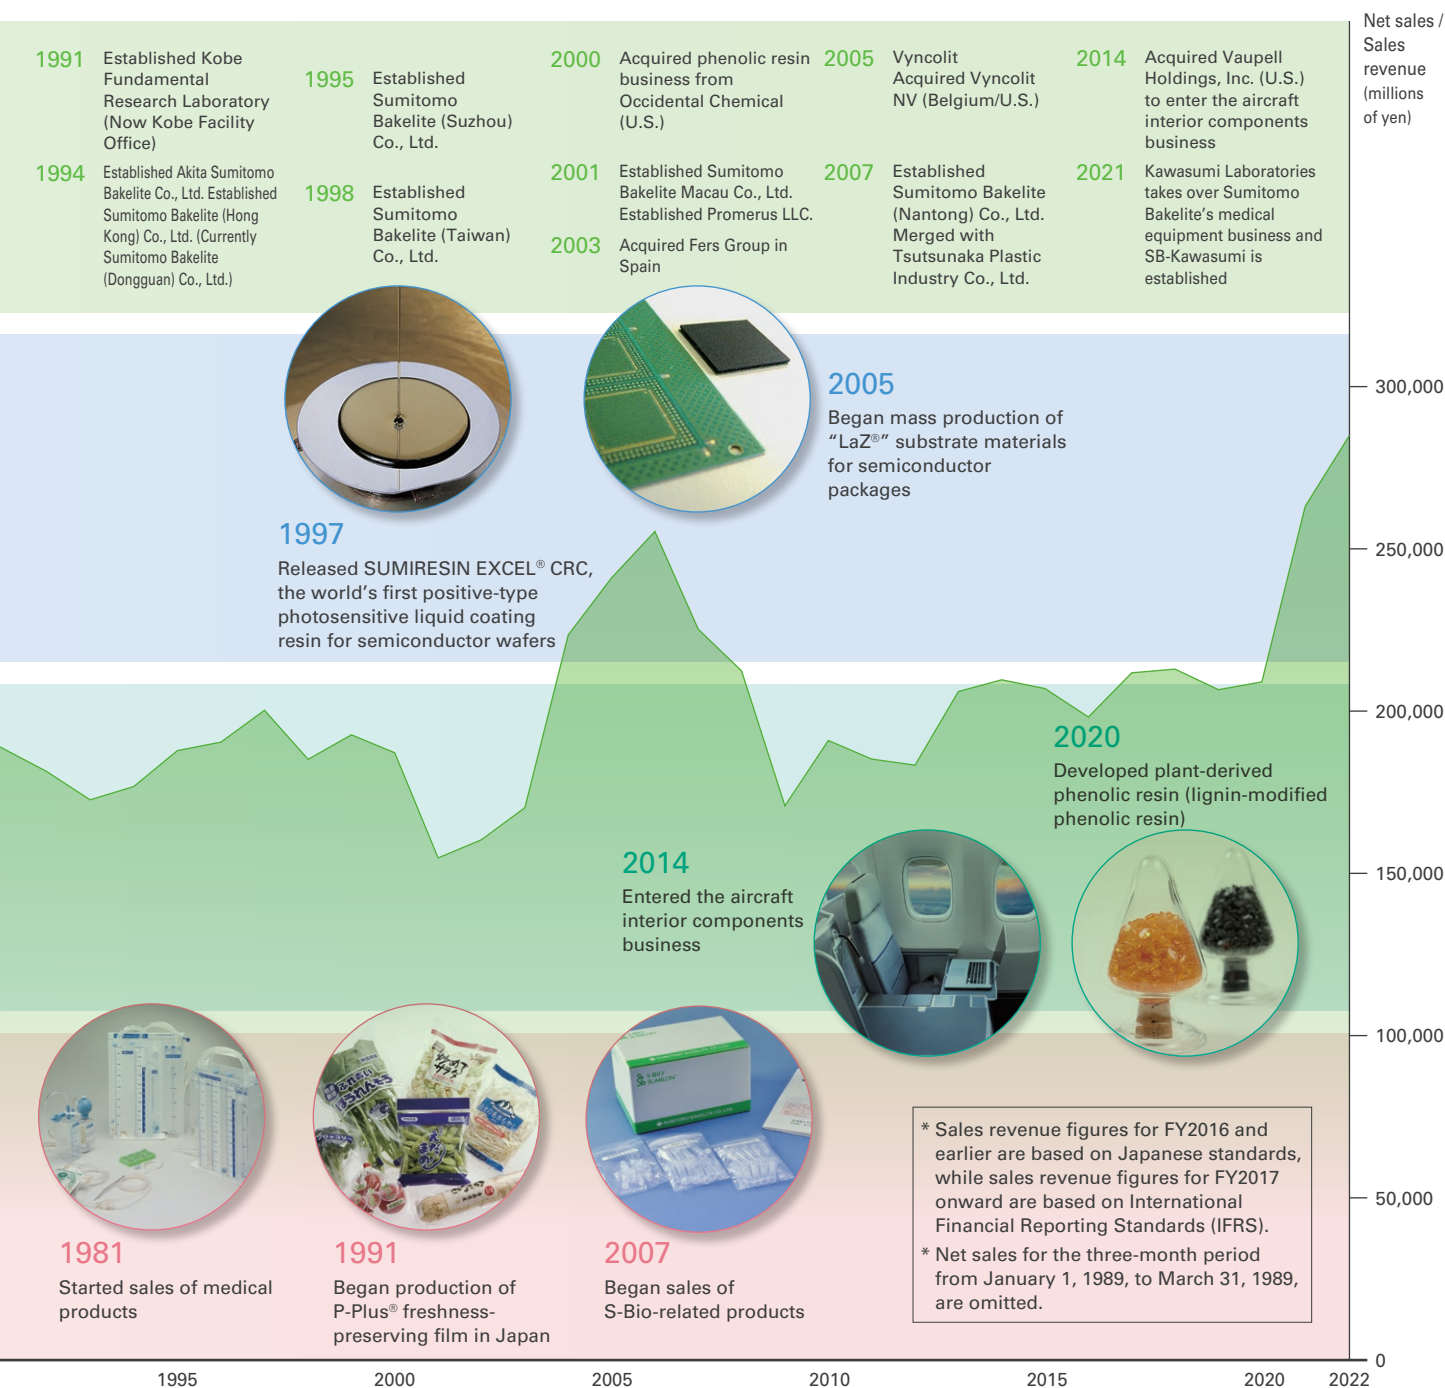 Net sales /
Sales
revenue
(millions
of yen)
1991 Established Kobe
Fundamental
Research Laboratory
(Now Kobe Facility
Office)
1994 Established Akita Sumitomo
Bakelite Co., Ltd. Established
Sumitomo Bakelite (Hong
Kong) Co., Ltd. (Currently
Sumitomo Bakelite
(Dongguan) Co., Ltd.)
1995 Established
Sumitomo
Bakelite (Suzhou)
Co., Ltd.
1998 Established
Sumitomo
Bakelite (Taiwan)
Co., Ltd.
2000 Acquired phenolic resin
business from
Occidental Chemical
(U.S.)
2001 Established Sumitomo
Bakelite Macau Co., Ltd.
Established Promerus LLC.
2003 Acquired Fers Group in
Spain
2005 Vyncolit
Acquired Vyncolit
NV (Belgium/U.S.)
2007 Established
Sumitomo Bakelite
(Nantong) Co., Ltd.
Merged with
Tsutsunaka Plastic
Industry Co., Ltd.
2014 Acquired Vaupell
Holdings, Inc. (U.S.)
to enter the aircraft
interior components
business
2021 Kawasumi Laboratories
takes over Sumitomo
Bakelite's medical
equipment business and
SB-Kawasumi is
established
1997
Released SUMIRESIN EXCEL® CRC,
the world's first positive-type
photosensitive liquid coating
resin for semiconductor wafers
2005
Began mass production of
“LaZ®” substrate materials
for semiconductor
packages
2020
Developed plant-derived
phenolic resin (lignin-modified
phenolic resin)
2014
Entered the aircraft
interior components
business
S-BIO
SUMILON
SUMITOMO BAKELITE CO., LTD.
1981
Started sales of medical
products
1991
Began production of
P-Plus® freshness-
preserving film in Japan
2007
Began sales of
S-Bio-related products
* Sales revenue figures for FY2016 and
earlier are based on Japanese standards,
while sales revenue figures for FY2017
onward are based on International
Financial Reporting Standards (IFRS).
* Net sales for the three-month period
from January 1, 1989, to March 31, 1989,
are omitted.
300,000
250,000
200,000
150,000
100,000
50,000
0
1995 2000 2005 2010 2015 2020 2022